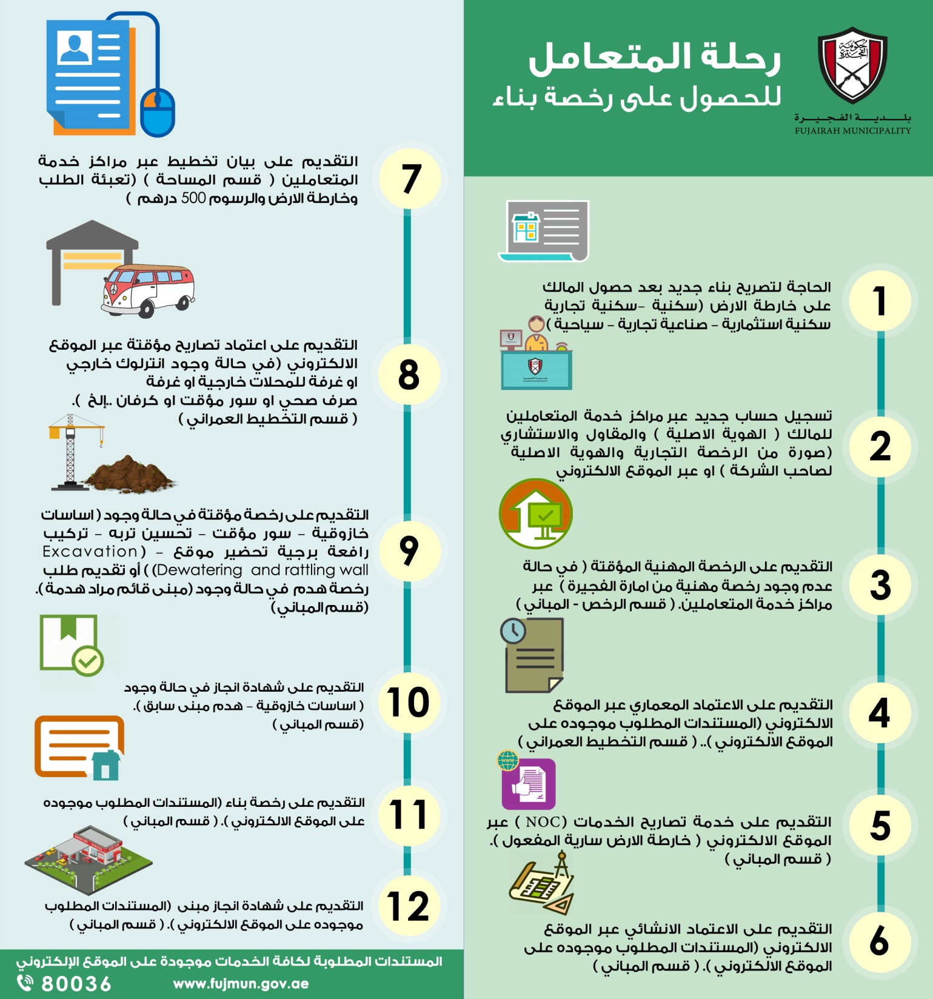 رحلة المتعامل
للحصول على رخصة بناء
حكومة الفجيرة
بلدية الفجيرة
FUJAIRAH MUNICIPALITY
1
الحاجة لتصريح بناء جديد بعد حصول المالك
على خارطة الارض (سكنية –سكنية تجارية
سكنية استثمارية – صناعية تجارية – سياحية )
2
تسجيل حساب جديد عبر مراكز خدمة المتعاملين
للمالك ( الهوية الاصلية ) والمقاول والاستشاري
(صورة من الرخصة التجارية والهوية الاصلية
لصاحب الشركة ) او عبر الموقع الالكتروني
3
التقديم على الرخصة المهنية المؤقتة ( في حالة
عدم وجود رخصة مهنية من امارة الفجيرة ) عبر
مراكز خدمة المتعاملين. ( قسم الرخص - المباني )
4
التقديم على الاعتماد المعماري عبر الموقع
الالكتروني (المستندات المطلوب موجوده على
الموقع الالكتروني ).. ( قسم التخطيط العمراني )
www
5
التقديم على خدمة تصاريح الخدمات (NOC ) عبر
الموقع الالكتروني ( خارطة الارض سارية المفعول ).
( قسم المباني )
6
التقديم على الاعتماد الانشائي عبر الموقع
الالكتروني (المستندات المطلوب موجوده على
الموقع الالكتروني ). ( قسم المباني )
7
التقديم على بيان تخطيط عبر مراكز خدمة
المتعاملين ( قسم المساحة ) (تعبئة الطلب
وخارطة الارض والرسوم 500 درهم )
8
التقديم على اعتماد تصاريح مؤقتة عبر الموقع
الالكتروني (في حالة وجود انترلوك خارجي
او غرفة للمحلات خارجية او غرفة
صرف صحي او سور مؤقت او كرفان ..إلخ ).
( قسم التخطيط العمراني )
9
التقديم على رخصة مؤقتة في حالة وجود ( اساسات
خازوقية – سور مؤقت – تحسين تربه – تركيب
رافعة برجية تحضير موقع – ( Excavation
Dewatering and rattling wall)) ) أو تقديم طلب
رخصة هدم في حالة وجود (مبنى قائم مراد هدمة ).
(قسم المباني)
10
التقديم على شهادة انجاز في حالة وجود
( اساسات خازوقية – هدم مبنى سابق ).
(قسم المباني )
11
التقديم على رخصة بناء (المستندات المطلوب موجوده
على الموقع الالكتروني ). ( قسم المباني )
12
التقديم على شهادة انجاز مبنى (المستندات المطلوب
موجوده على الموقع الالكتروني ). ( قسم المباني )
المستندات المطلوبة لكافة الخدمات موجودة على الموقع الإلكتروني
80036
www.fujmun.gov.ae